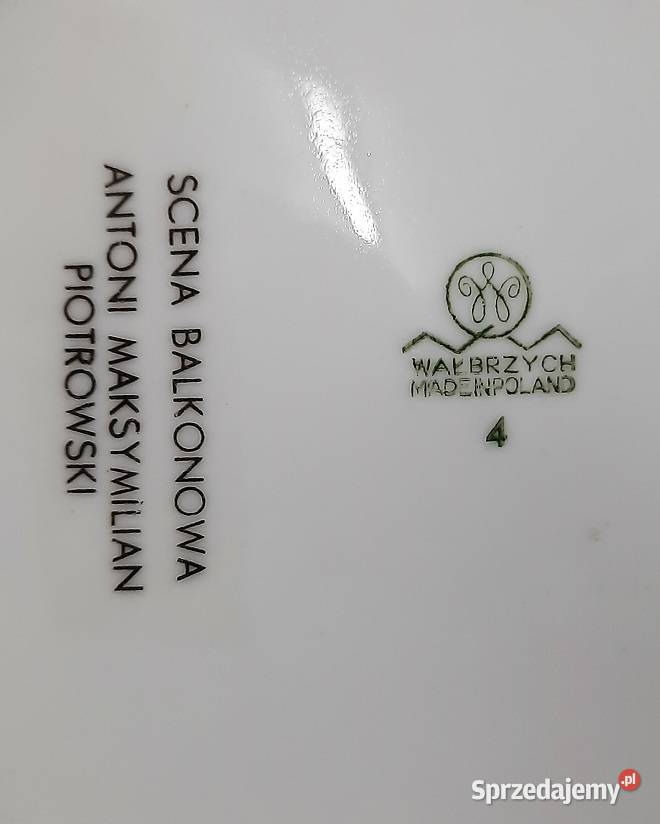 SCENA BALKONOWA
ANTONI MAKSYMILIAN
PIOTROWSKI
W
WAŁBRZYCH
MADE IN POLAND
4
Sprzedajemy.pl